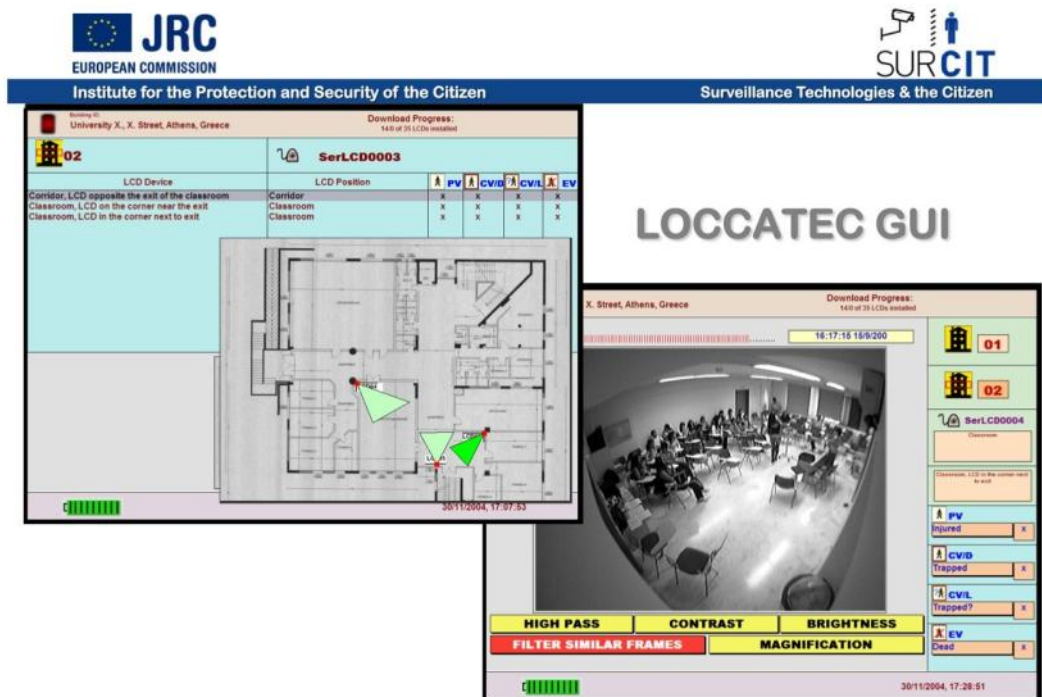 JRC
EUROPEAN COMMISSION
SURCIT
Institute for the Protection and Security of the Citizen
Surveillance Technologies & the Citizen
Building ID:
University X., X. Street, Athens, Greece
Download Progress:
14/0 of 35 LCDs installed
02
SerLCD0003
LCD Device
LCD Position
PV
CV/D
CV/L
EV
Corridor, LCD opposite the exit of the classroom
Corridor
x x x x
Classroom, LCD on the corner near the exit
Classroom
x x x x
Classroom, LCD in the corner next to exit
Classroom
x x x x
30/11/2004, 17:07:53
LOCCATEC GUI
X. Street, Athens, Greece
Download Progress:
14/0 of 35 LCDs installed
16:17:15 15/9/200
01
02
SerLCD0004
Classroom
Classroom, LCD in the corner next
to exit
PV
Injured x
CV/D
Trapped x
CV/L
Trapped? x
EV
Dead x
HIGH PASS
CONTRAST
BRIGHTNESS
FILTER SIMILAR FRAMES
MAGNIFICATION
30/11/2004, 17:28:51